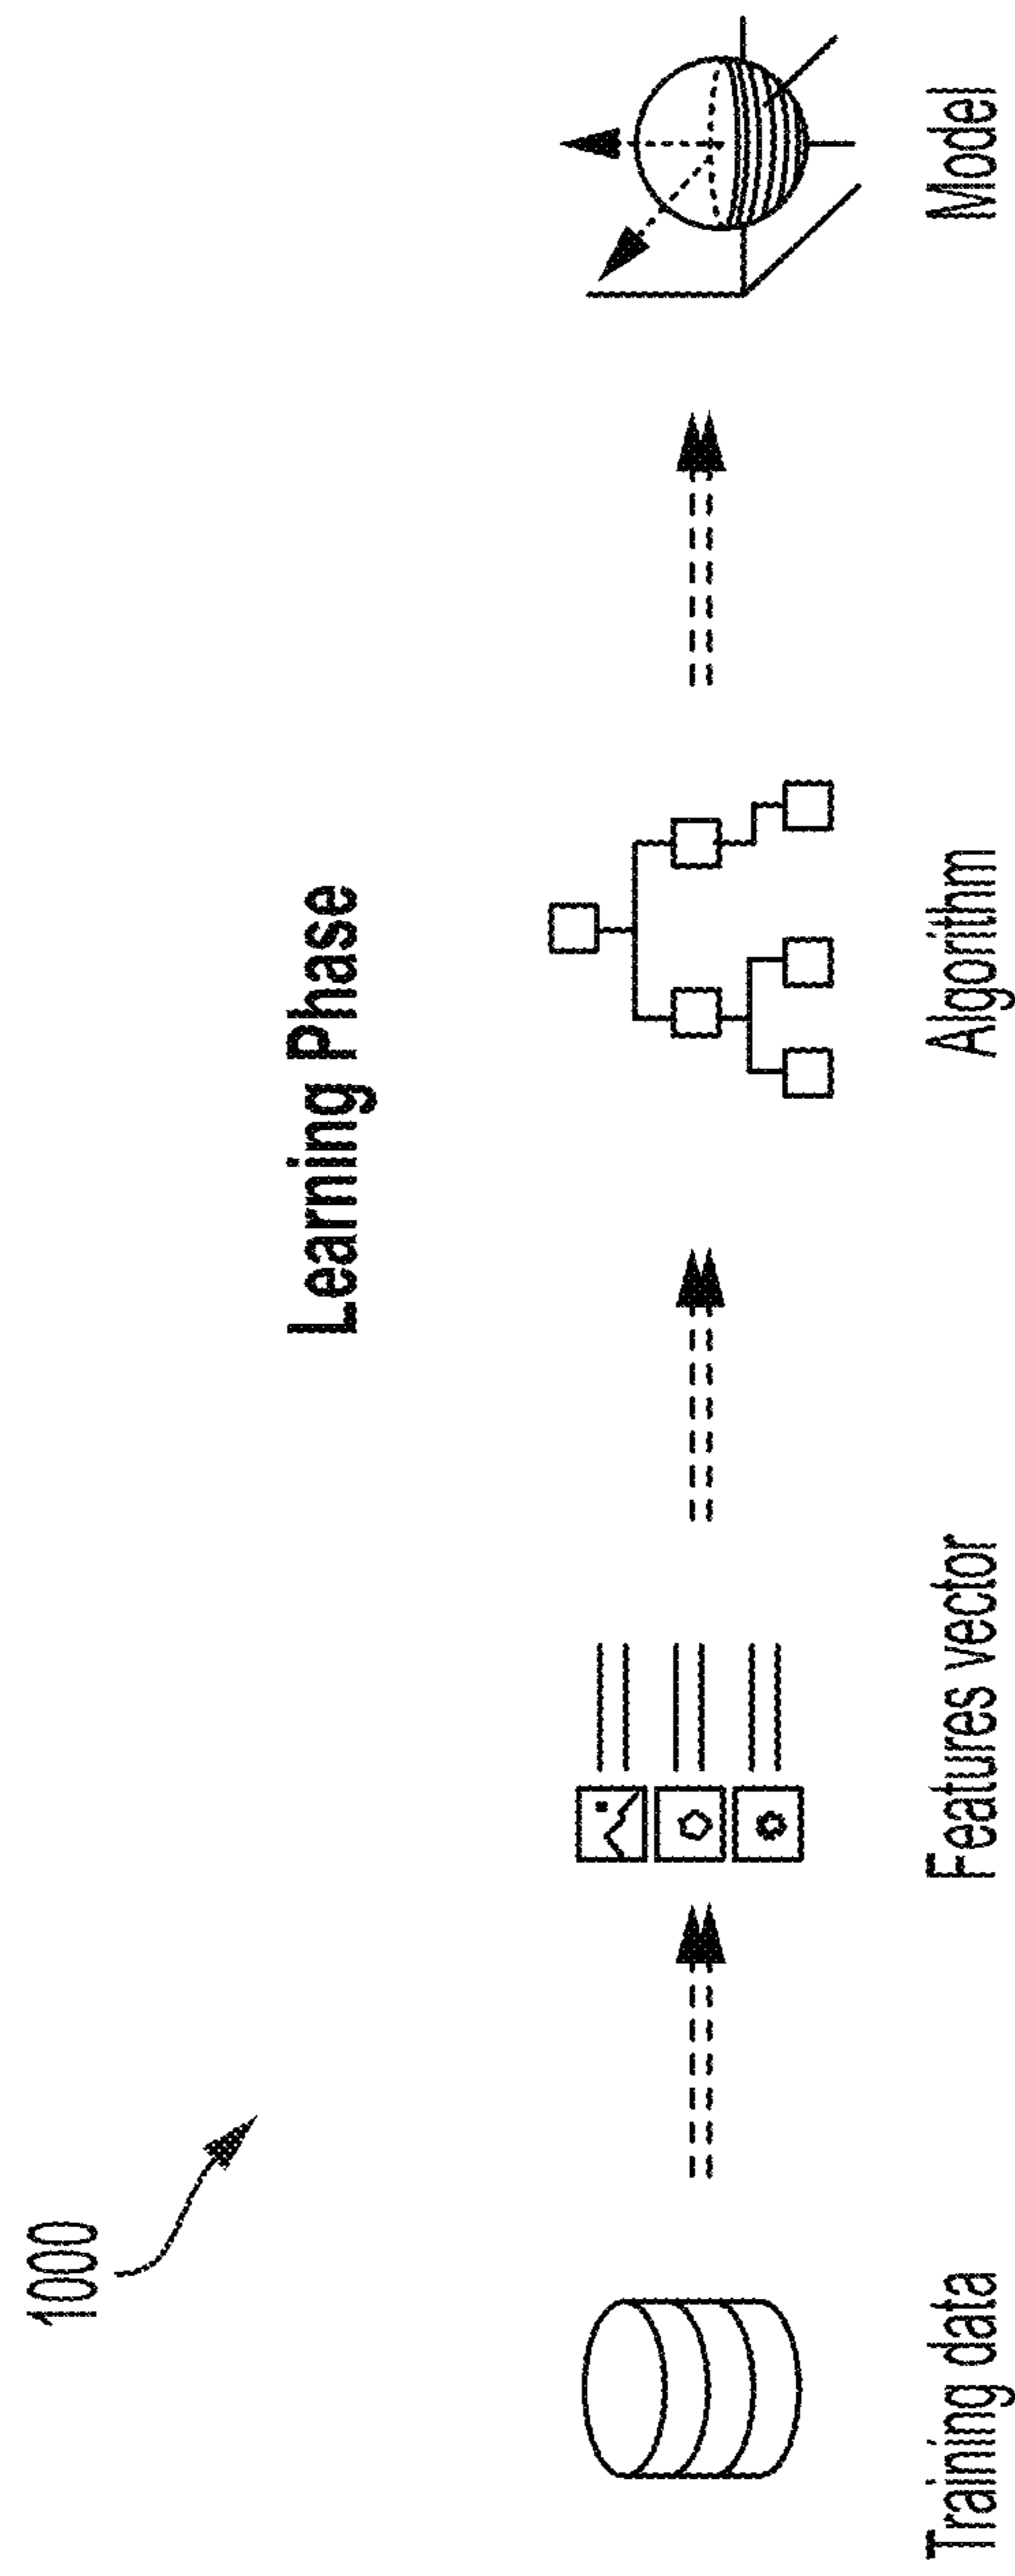 1000
Learning Phase
Training data
Features vector
Algorithm
Model